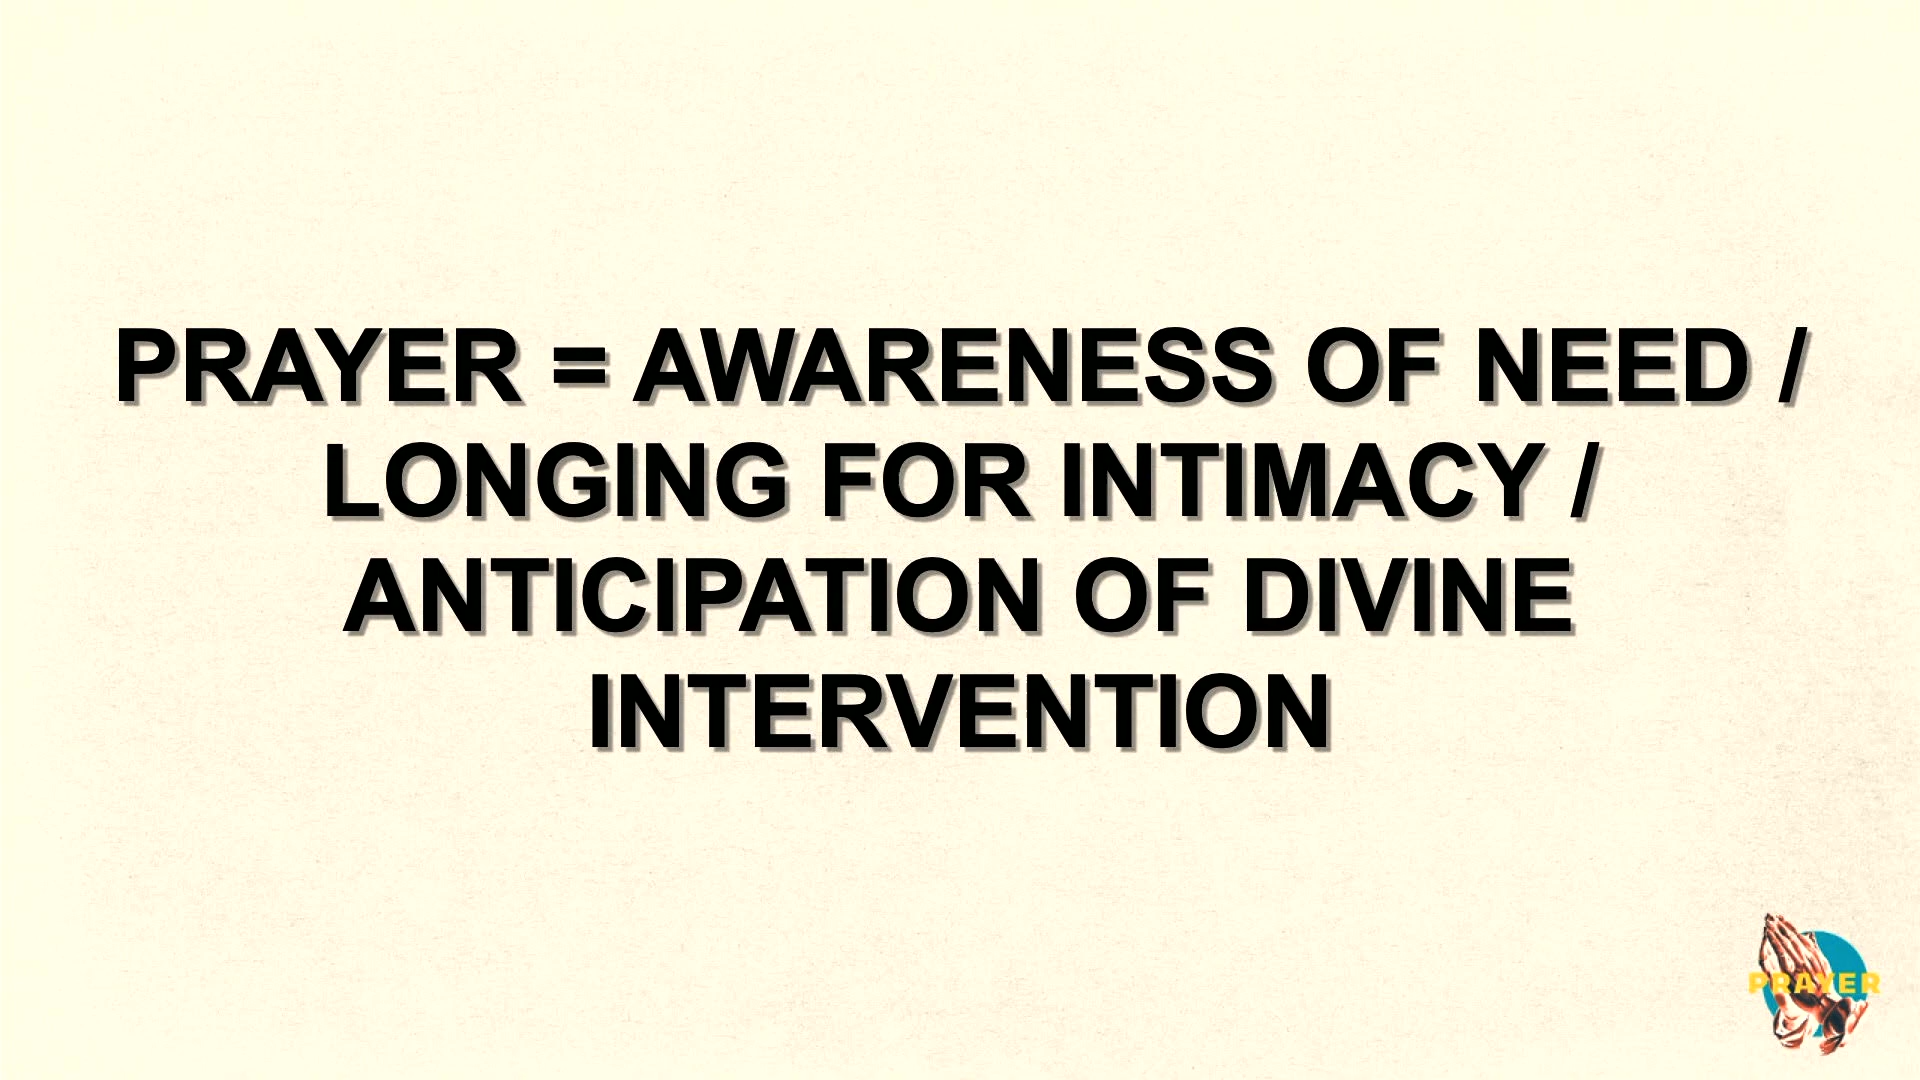 PRAYER = AWARENESS OF NEED /
LONGING FOR INTIMACY /
ANTICIPATION OF DIVINE
INTERVENTION
PRAYER